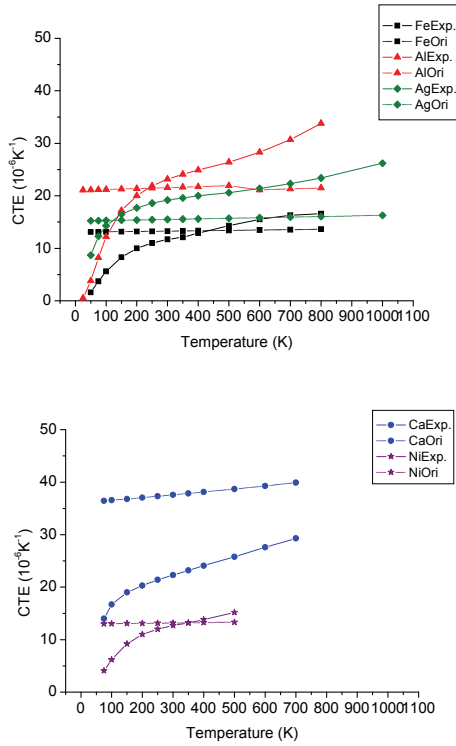 50
40
30
20
10
0
CTE (10⁻⁶K⁻¹)
FeExp.
FeOri
AlExp.
AlOri
AgExp.
AgOri
0 100 200 300 400 500 600 700 800 900 10001100
Temperature (K)
50
40
30
20
10
0
CTE (10⁻⁶K⁻¹)
CaExp.
CaOri
NiExp.
NiOri
0 100 200 300 400 500 600 700 800 900 1000 1100
Temperature (K)